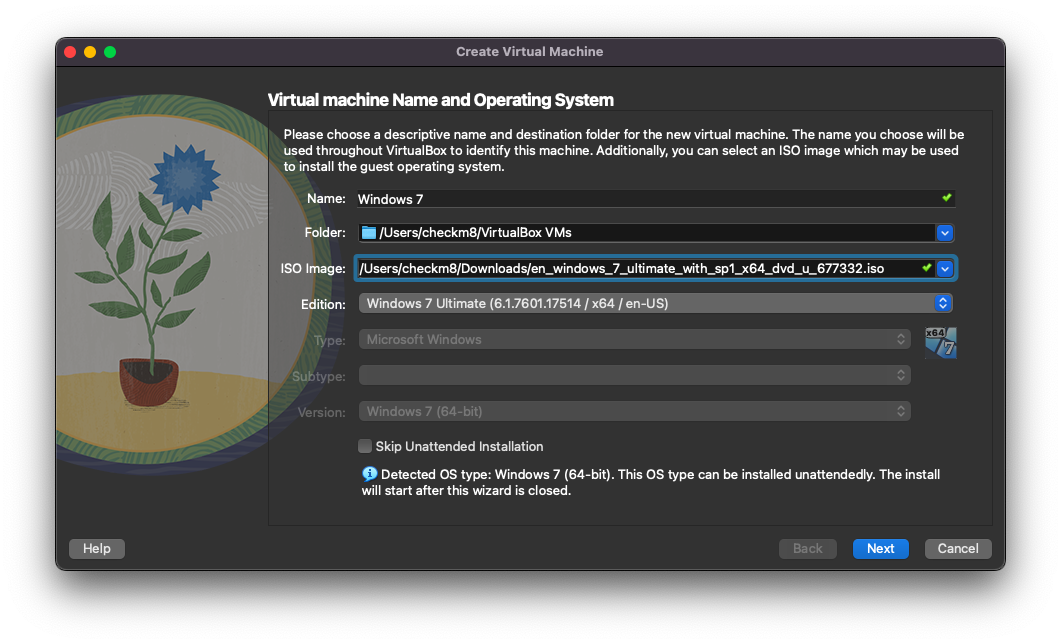 Create Virtual Machine
Virtual machine Name and Operating System
Please choose a descriptive name and destination folder for the new virtual machine. The name you choose will be
used throughout VirtualBox to identify this machine. Additionally, you can select an ISO image which may be used
to install the guest operating system.
Name: Windows 7
Folder: /Users/checkm8/VirtualBox VMs
ISO Image: /Users/checkm8/Downloads/en_windows_7_ultimate_with_sp1_x64_dvd_u_677332.iso
Edition: Windows 7 Ultimate (6.1.7601.17514 / x64 / en-US)
Type: Microsoft Windows
x64
7
Subtype:
Version: Windows 7 (64-bit)
Skip Unattended Installation
Detected OS type: Windows 7 (64-bit). This OS type can be installed unattendedly. The install
will start after this wizard is closed.
Help Back Next Cancel